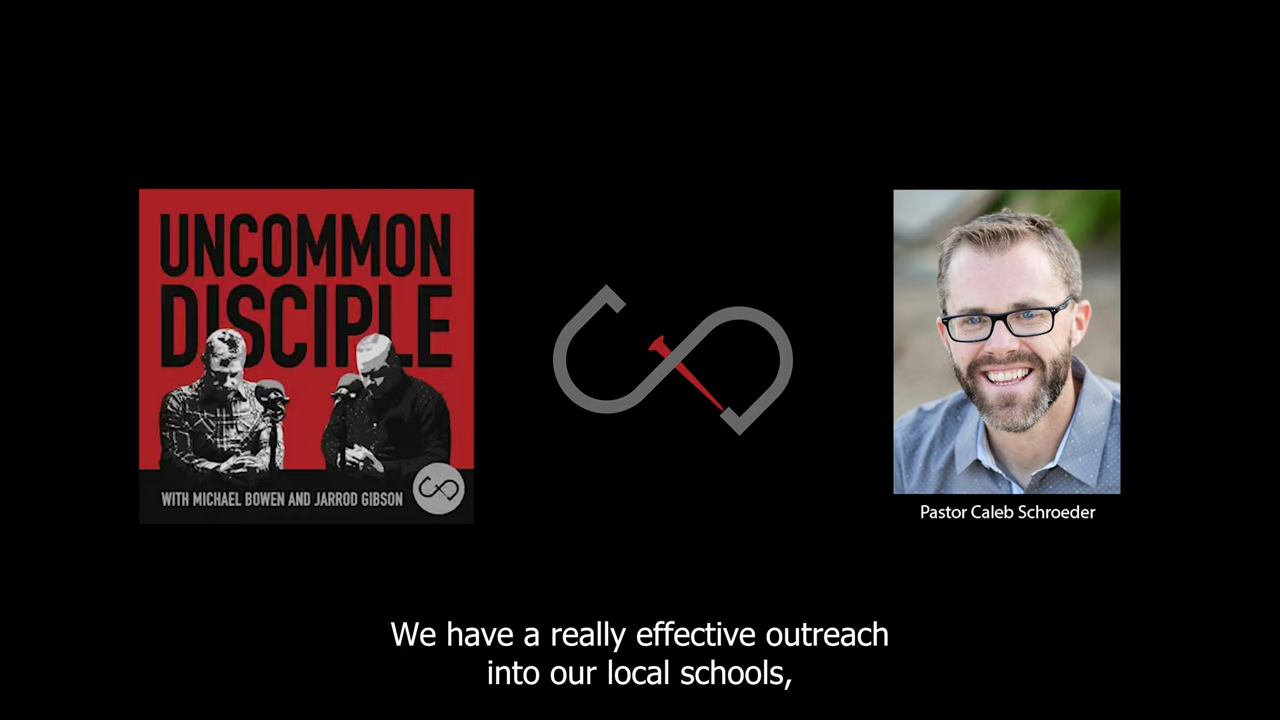 UNCOMMON
DISCIPLE
WITH MICHAEL BOWEN AND JARROD GIBSON
Pastor Caleb Schroeder
We have a really effective outreach
into our local schools,